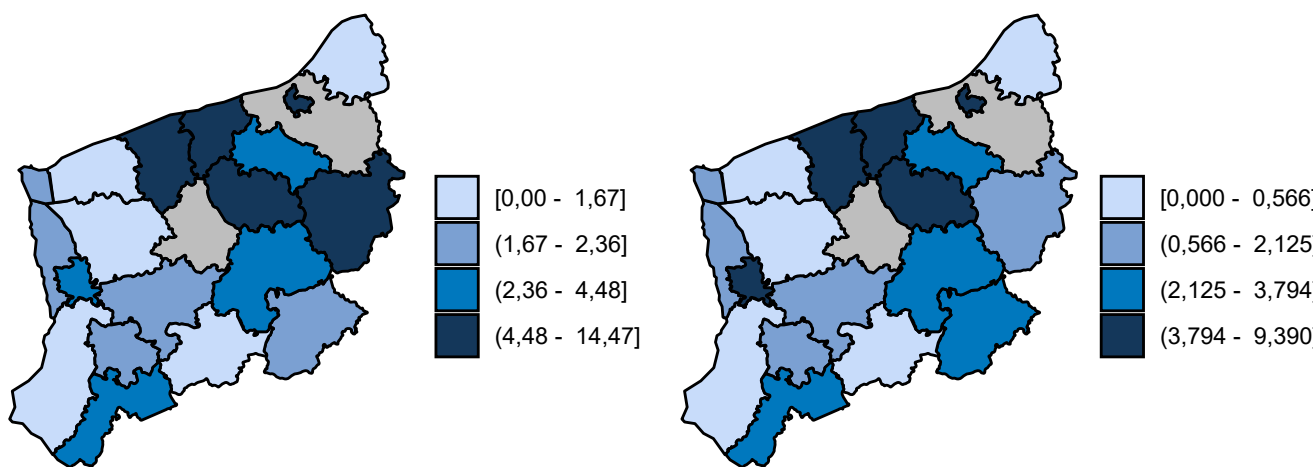 [0,00 - 1,67]
(1,67 - 2,36]
(2,36 - 4,48]
(4,48 - 14,47]
[0,000 - 0,566]
(0,566 - 2,125]
(2,125 - 3,794]
(3,794 - 9,390]